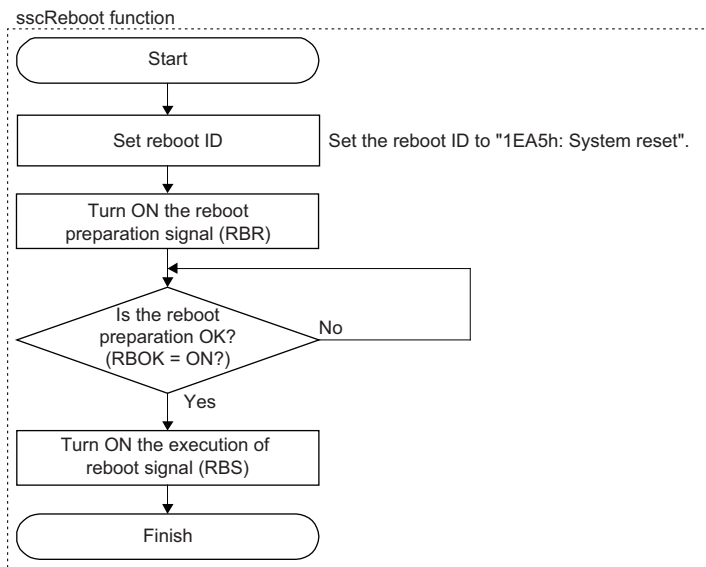 sscReboot function
Start
Set reboot ID
Set the reboot ID to "1EA5h: System reset".
Turn ON the reboot
preparation signal (RBR)
Is the reboot
preparation OK?
(RBOK = ON?)
No
Yes
Turn ON the execution of
reboot signal (RBS)
Finish